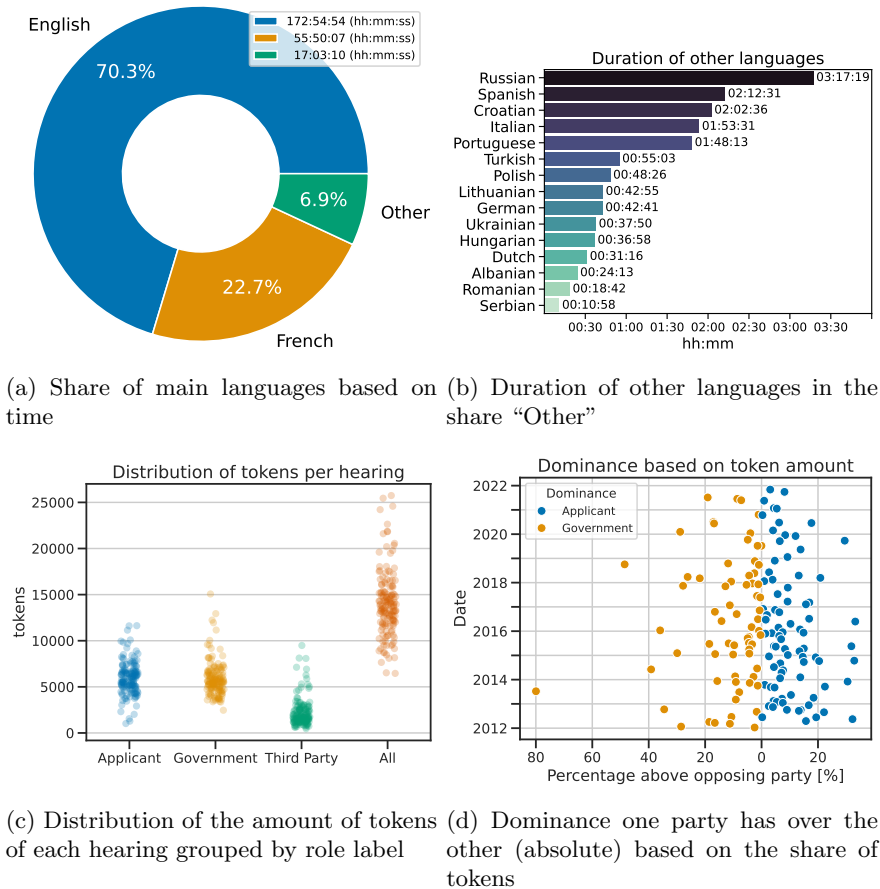 English
172:54:54 (hh:mm:ss)
55:50:07 (hh:mm:ss)
17:03:10 (hh:mm:ss)
70.3%
6.9%
Other
22.7%
French
(a) Share of main languages based on
time
Duration of other languages
Russian 03:17:19
Spanish 02:12:31
Croatian 02:02:36
Italian 01:53:31
Portuguese 01:48:13
Turkish 00:55:03
Polish 00:48:26
Lithuanian 00:42:55
German 00:42:41
Ukrainian 00:37:50
Hungarian 00:36:58
Dutch 00:31:16
Albanian 00:24:13
Romanian 00:18:42
Serbian 00:10:58
00:30 01:00 01:30 02:00 02:30 03:00 03:30
hh:mm
(b) Duration of other languages in the
share “Other”
Distribution of tokens per hearing
tokens
25000
20000
15000
10000
5000
0
Applicant Government Third Party All
(c) Distribution of the amount of tokens
of each hearing grouped by role label
Dominance based on token amount
Dominance
Applicant
Government
Date
2022
2020
2018
2016
2014
2012
80 60 40 20 0 20
Percentage above opposing party [%]
(d) Dominance one party has over the
other (absolute) based on the share of
tokens